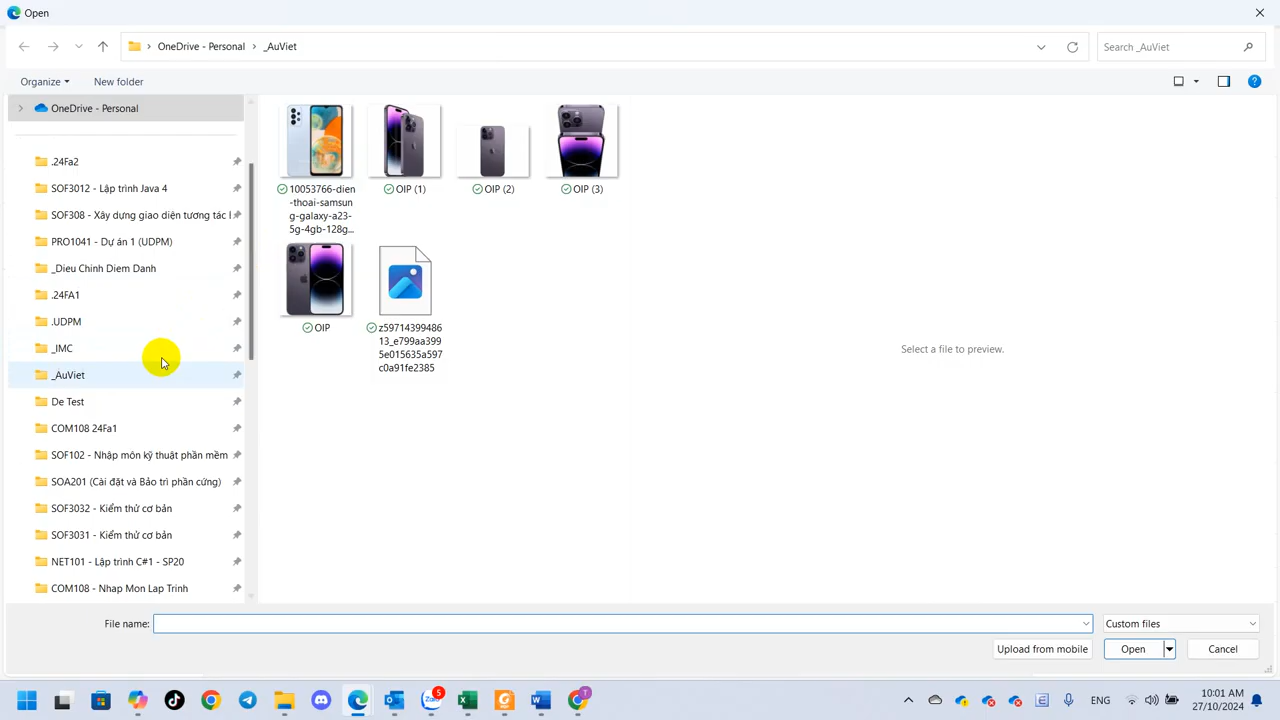 Open
OneDrive - Personal > _AuViet
Search _AuViet
Organize
New folder
OneDrive - Personal
.24Fa2
SOF3012 - Lập trình Java 4
SOF308 - Xây dựng giao diện tương tác l
PRO1041 - Dự án 1 (UDPM)
_Dieu Chinh Diem Danh
.24FA1
.UDPM
_IMC
_AuViet
De Test
COM108 24Fa1
SOF102 - Nhập môn kỹ thuật phần mềm
SOA201 (Cài đặt và Bảo trì phần cứng)
SOF3032 - Kiểm thử cơ bản
SOF3031 - Kiểm thử cơ bản
NET101 - Lập trình C#1 - SP20
COM108 - Nhap Mon Lap Trinh
10053766-dien
-thoai-samsun
g-galaxy-a23-
5g-4gb-128g...
OIP (1)
OIP (2)
OIP (3)
OIP
z59714399486
13_e799aa399
5e015635a597
c0a91fe2385
Select a file to preview.
File name:
Custom files
Upload from mobile
Open
Cancel
Zalo
5
T
ENG
10:01 AM
27/10/2024